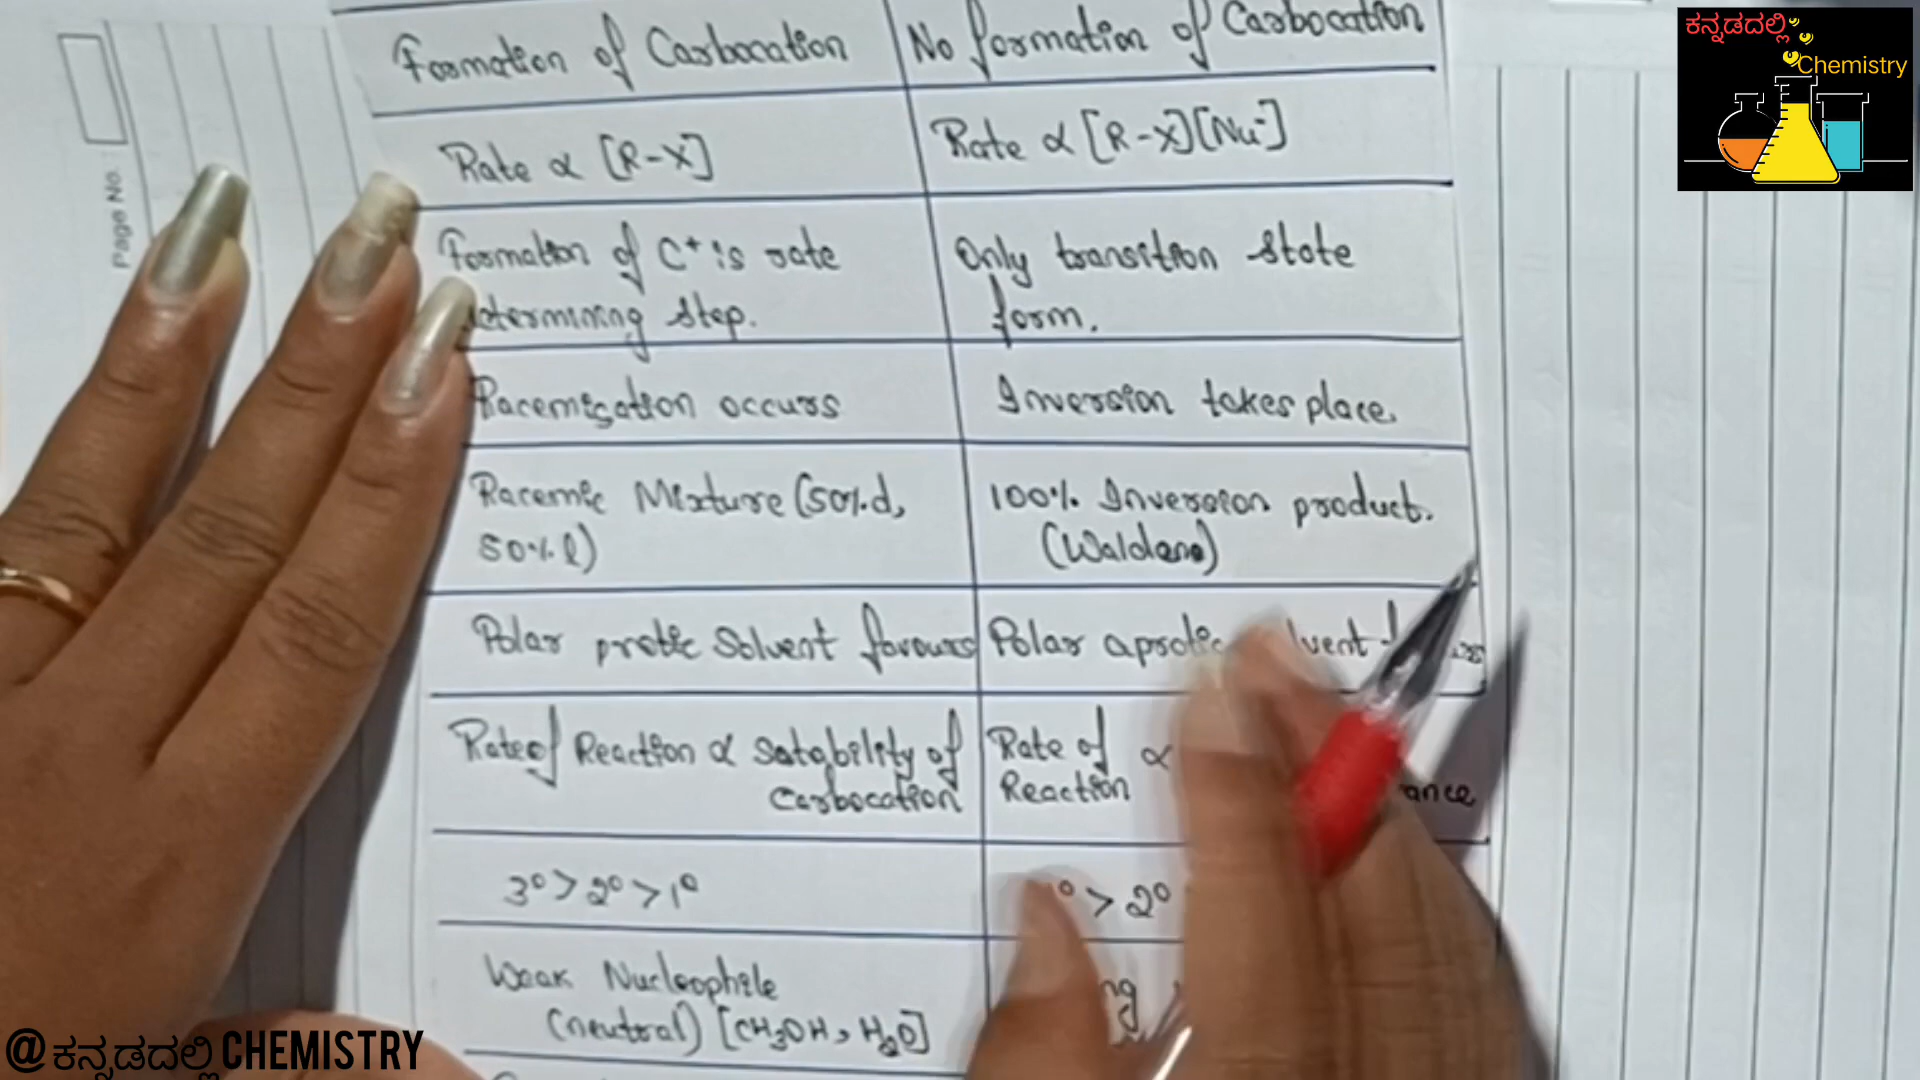 ಕನ್ನಡದಲ್ಲಿ
Chemistry
Page No.
Formation of Carbocation
No formation of Carbocation
Rate ∝ [R-X]
Rate ∝ [R-X][Nu⁻]
Formation of C⁺ is rate
determining step.
Only transition state
form.
Racemisation occurs
Inversion takes place.
Racemic Mixture (50%d,
50%l)
100% Inversion product.
(Waldene)
Polar protic Solvent favours
Polar aprotic
Rate of Reaction ∝ Satability of
Carbocation
Rate of ∝
Reaction
3° > 2° > 1°
> 2°
Weak Nucleophile
(neutral) [CH₃OH, H₂O]
@ಕನ್ನಡದಲ್ಲಿ CHEMISTRY